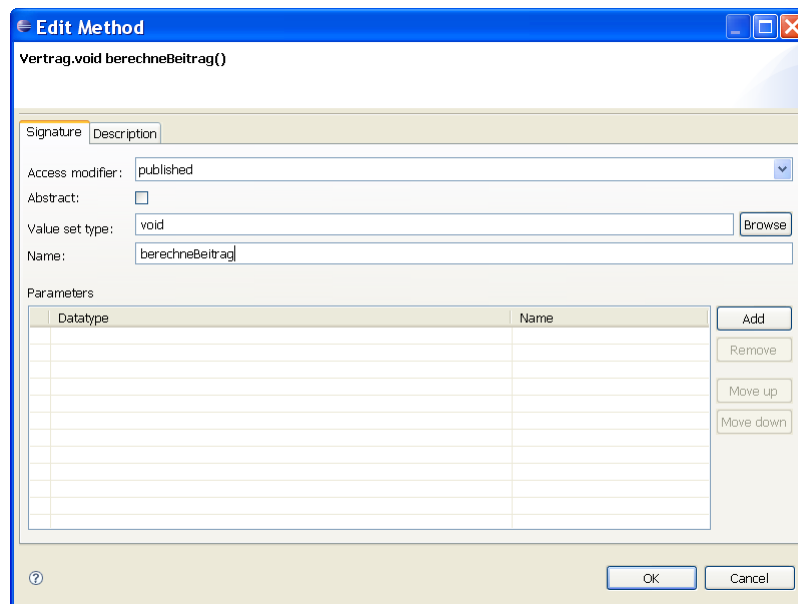 Edit Method
Vertrag.void berechneBeitrag()
Signature Description
Access modifier: published
Abstract:
Value set type: void Browse
Name: berechneBeitrag
Parameters
Datatype Name Add
Remove
Move up
Move down
? OK Cancel